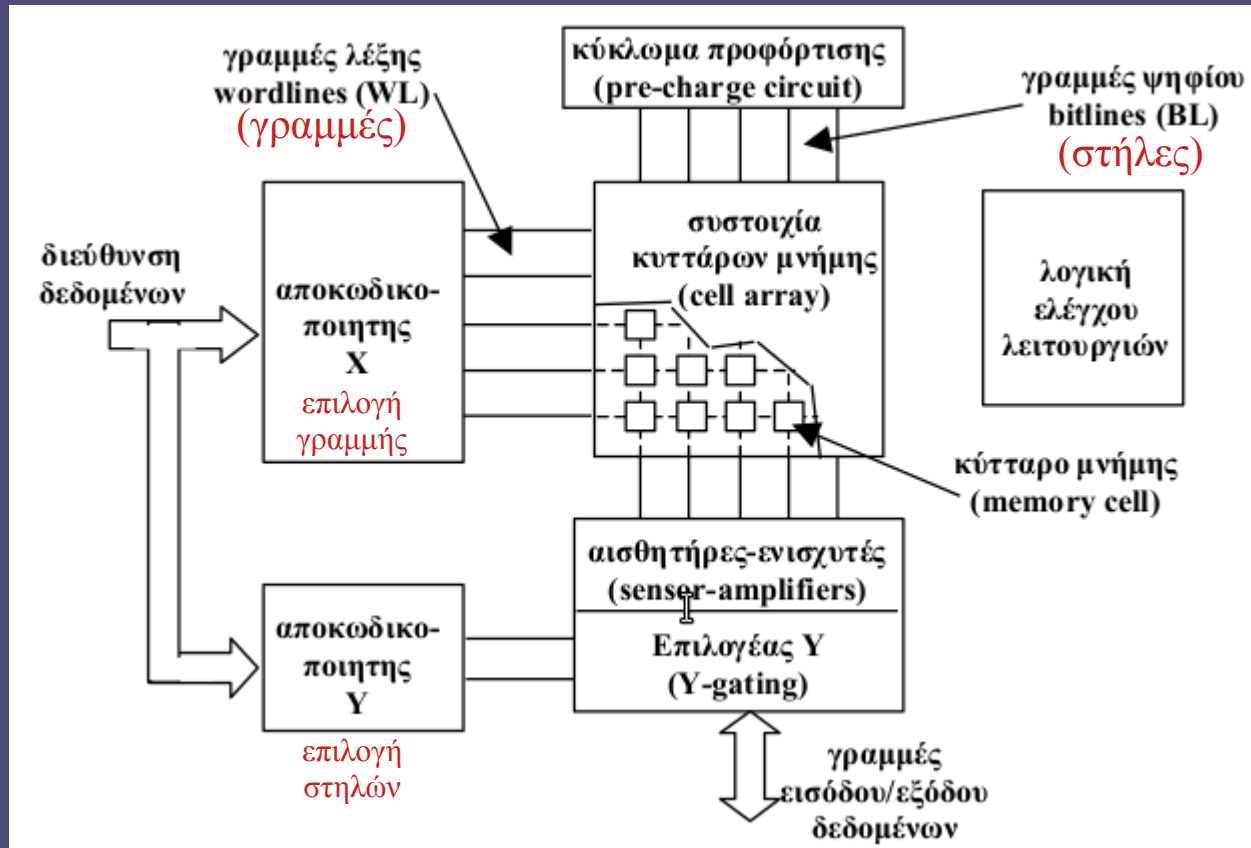 κύκλωμα προφόρτισης
(pre-charge circuit)
γραμμές λέξης
wordlines (WL)
(γραμμές)
γραμμές ψηφίου
bitlines (BL)
(στήλες)
διεύθυνση
δεδομένων
αποκωδικο-
ποιητης
X
επιλογή
γραμμής
συστοιχία
κυττάρων μνήμης
(cell array)
λογική
ελέγχου
λειτουργιών
κύτταρο μνήμης
(memory cell)
αισθητήρες-ενισχυτές
(sensor-amplifiers)
Επιλογέας Y
(Y-gating)
αποκωδικο-
ποιητης
Y
επιλογή
στηλών
γραμμές
εισόδου/εξόδου
δεδομένων